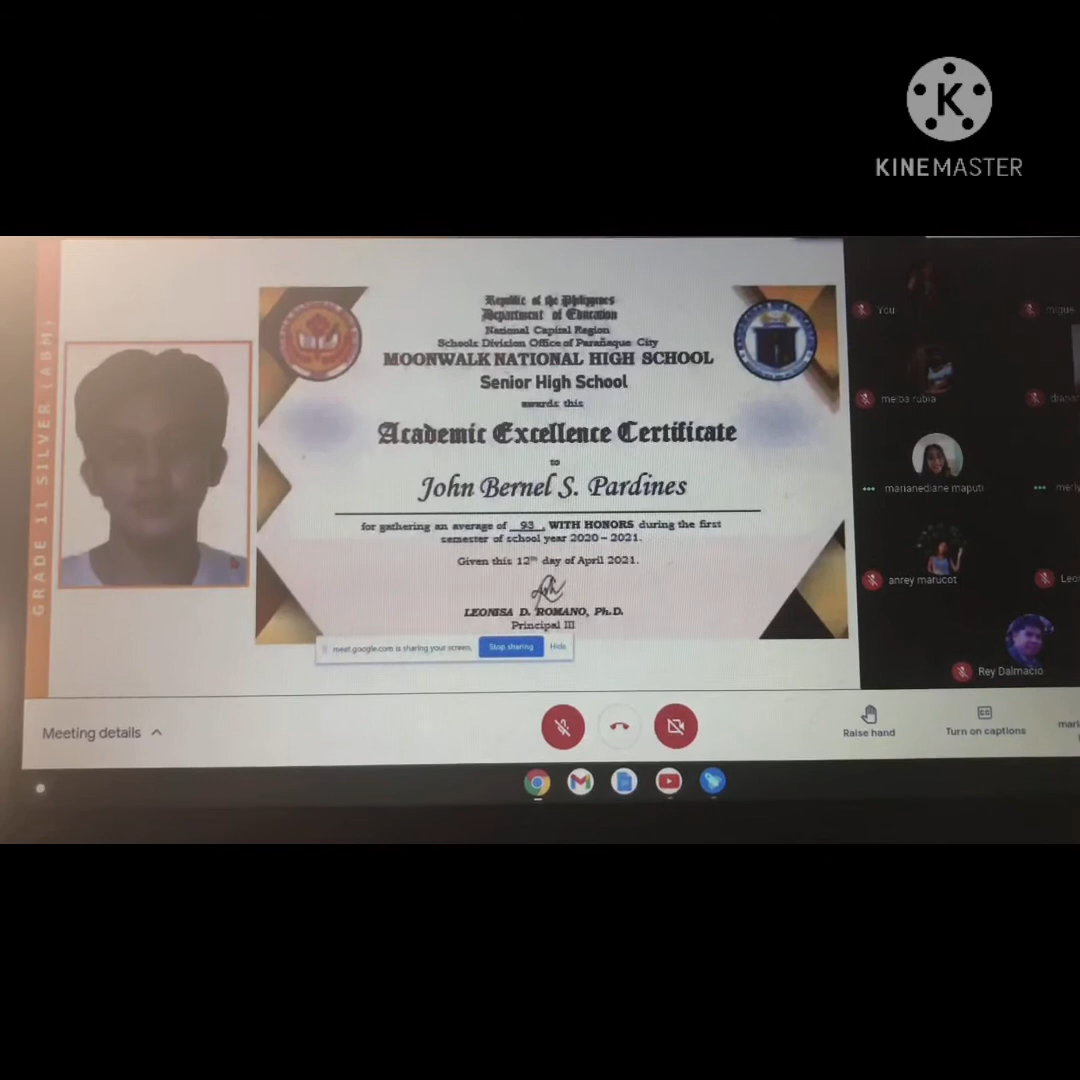 KINEMASTER
GRADE 11 SILVER (ABM)
Republic of the Philippines
Department of Education
National Capital Region
Schools Division Office of Parañaque City
MOONWALK NATIONAL HIGH SCHOOL
Senior High School
awards this
Academic Excellence Certificate
to
John Bernel S. Pardines
for gathering an average of 93, WITH HONORS during the first
semester of school year 2020 – 2021.
Given this 12th day of April 2021.
LEONISA D. ROMANO, Ph.D.
Principal III
meet.google.com is sharing your screen.
Stop sharing
Hide
You
melba rubia
marianediane maputi
anrey marucot
Rey Dalmacio
Meeting details
Raise hand
Turn on captions